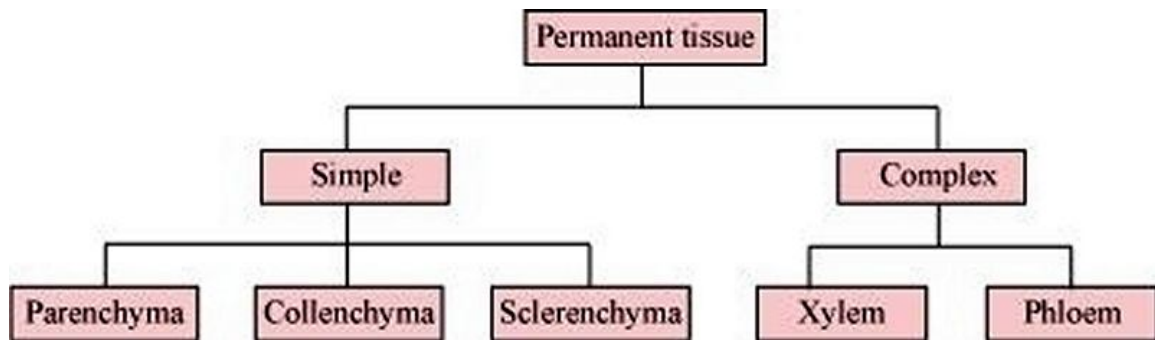 Permanent tissue
Simple
Complex
Parenchyma
Collenchyma
Sclerenchyma
Xylem
Phloem